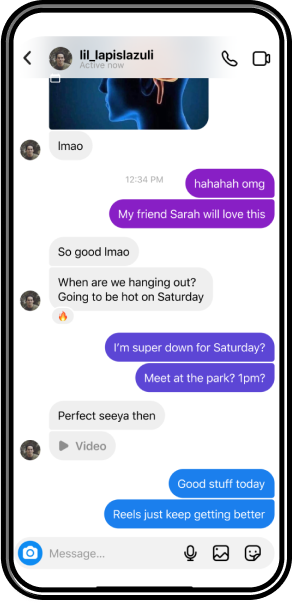 lil_lapislazuli
Active now
lmao
12:34 PM
hahahah omg
My friend Sarah will love this
So good lmao
When are we hanging out?
Going to be hot on Saturday
🔥
I'm super down for Saturday?
Meet at the park? 1pm?
Perfect seeya then
Video
Good stuff today
Reels just keep getting better
Message...